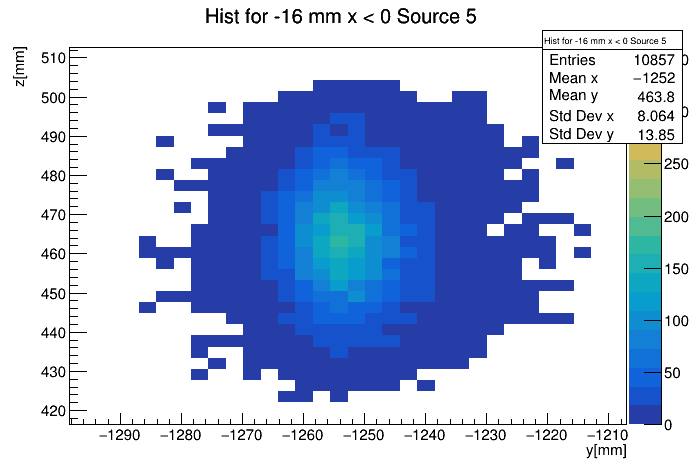 Hist for -16 mm x < 0 Source 5
Hist for -16 mm x < 0 Source 5
Entries 10857
Mean x −1252
Mean y 463.8
Std Dev x 8.064
Std Dev y 13.85
z[mm]
510
500
490
480
470
460
450
440
430
420
0
0
200
150
100
50
0
−1290 −1280 −1270 −1260 −1250 −1240 −1230 −1220 −1210
y[mm]